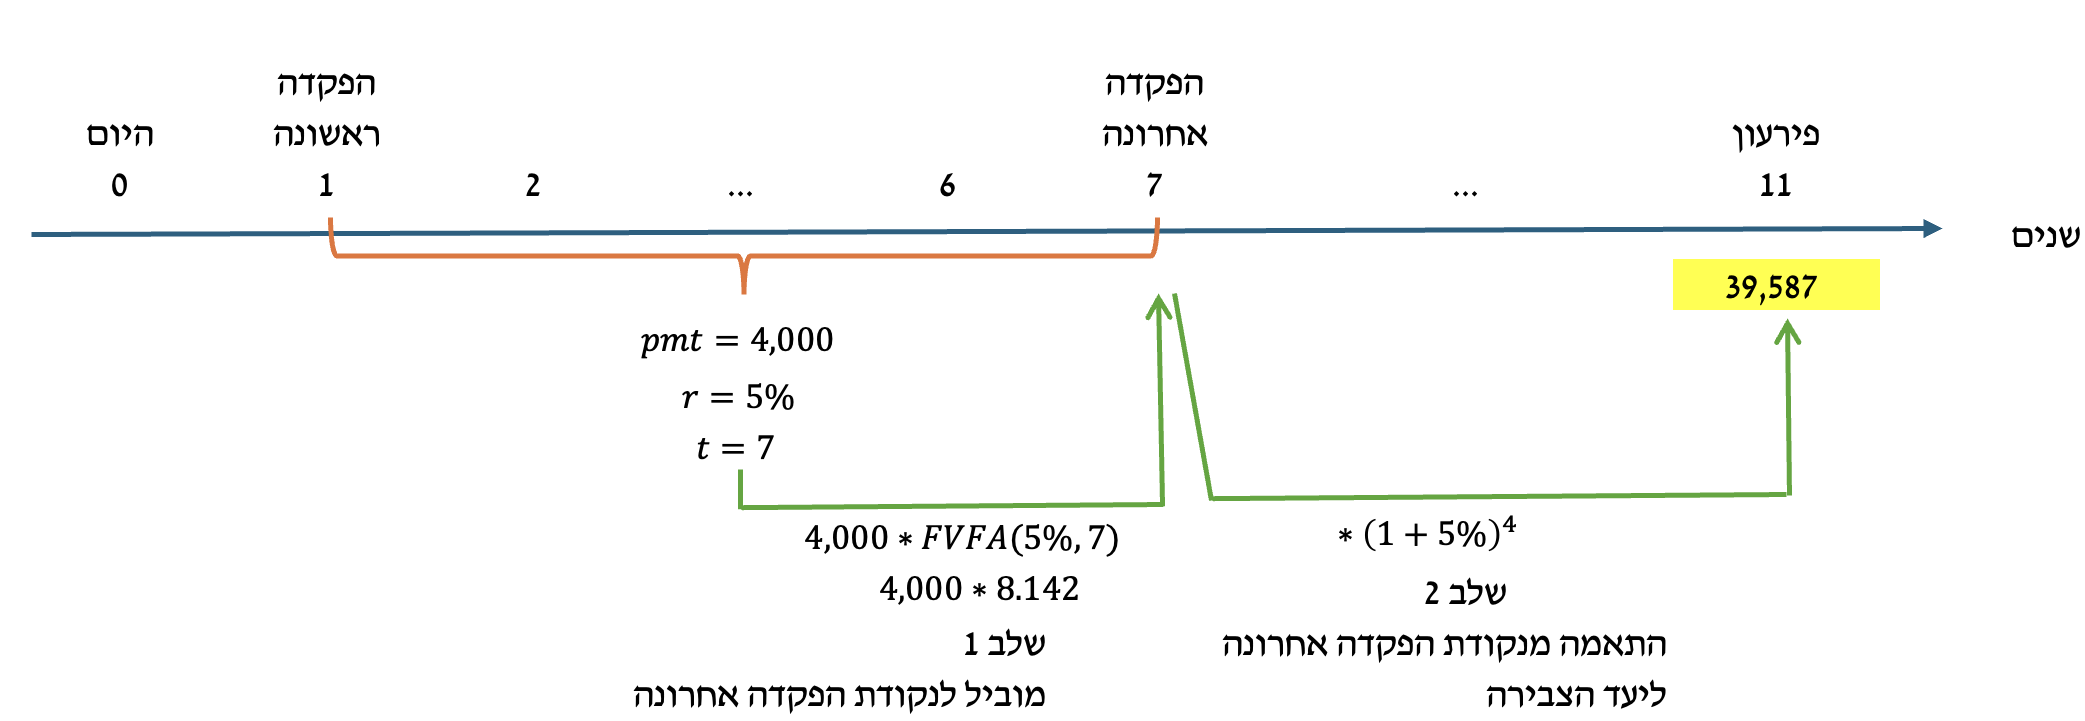 הפקדה
ראשונה
הפקדה
אחרונה
היום
פירעון
0 1 2 ... 6 7 ... 11
שנים
39,587
pmt = 4,000
r = 5%
t = 7
4,000 ∗ FVFA(5%, 7)
4,000 ∗ 8.142
שלב 1
מוביל לנקודת הפקדה אחרונה
∗ (1 + 5%)⁴
שלב 2
התאמה מנקודת הפקדה אחרונה
ליעד הצבירה